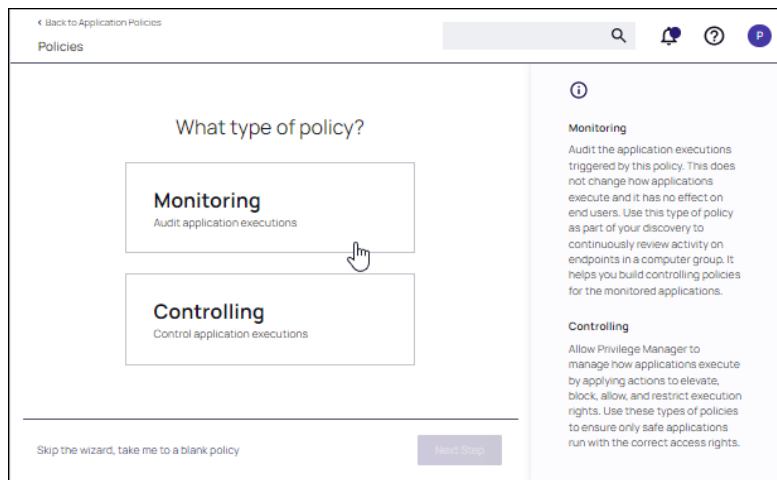 ‹ Back to Application Policies
Policies
P
What type of policy?
Monitoring
Audit application executions
Controlling
Control application executions
Skip the wizard, take me to a blank policy
Next Step
Monitoring
Audit the application executions
triggered by this policy. This does
not change how applications
execute and it has no effect on
end users. Use this type of policy
as part of your discovery to
continuously review activity on
endpoints in a computer group. It
helps you build controlling policies
for the monitored applications.
Controlling
Allow Privilege Manager to
manage how applications execute
by applying actions to elevate,
block, allow, and restrict execution
rights. Use these types of policies
to ensure only safe applications
run with the correct access rights.